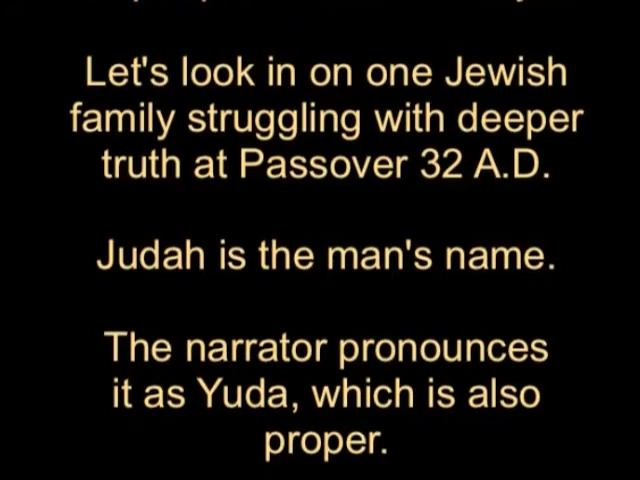 Let's look in on one Jewish
family struggling with deeper
truth at Passover 32 A.D.
Judah is the man's name.
The narrator pronounces
it as Yuda, which is also
proper.